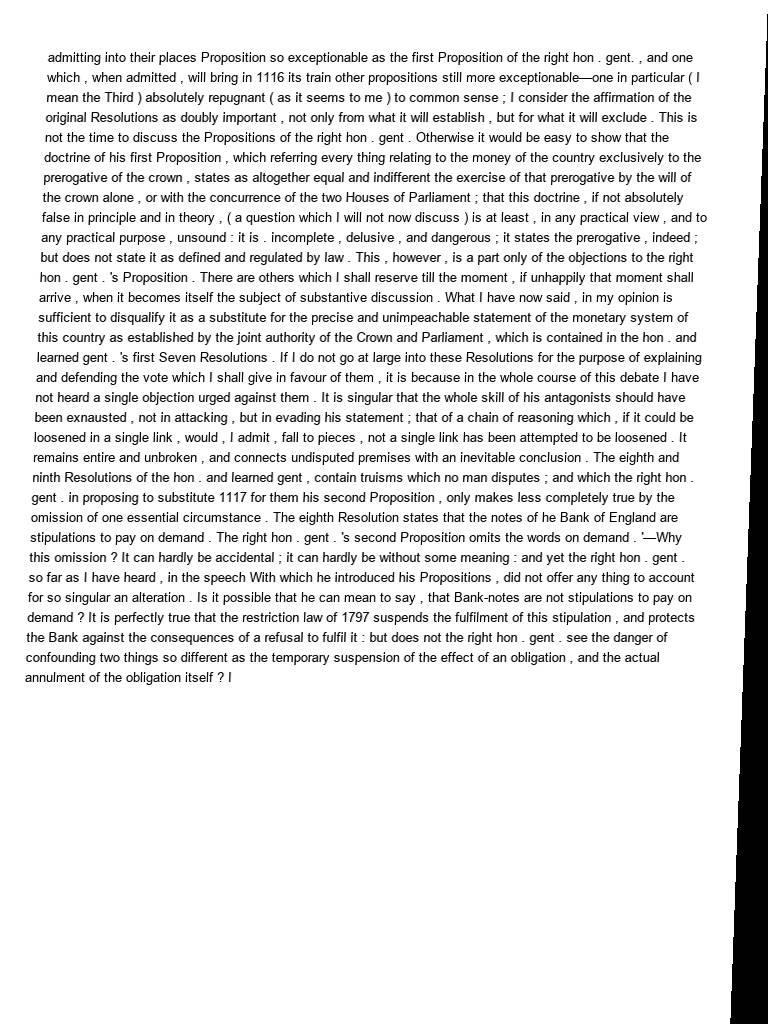 admitting into their places Proposition so exceptionable as the first Proposition of the right hon . gent. , and one
which , when admitted , will bring in 1116 its train other propositions still more exceptionable—one in particular ( I
mean the Third ) absolutely repugnant ( as it seems to me ) to common sense ; I consider the affirmation of the
original Resolutions as doubly important , not only from what it will establish , but for what it will exclude . This is
not the time to discuss the Propositions of the right hon . gent . Otherwise it would be easy to show that the
doctrine of his first Proposition , which referring every thing relating to the money of the country exclusively to the
prerogative of the crown , states as altogether equal and indifferent the exercise of that prerogative by the will of
the crown alone , or with the concurrence of the two Houses of Parliament ; that this doctrine , if not absolutely
false in principle and in theory , ( a question which I will not now discuss ) is at least , in any practical view , and to
any practical purpose , unsound : it is . incomplete , delusive , and dangerous ; it states the prerogative , indeed ;
but does not state it as defined and regulated by law . This , however , is a part only of the objections to the right
hon . gent . 's Proposition . There are others which I shall reserve till the moment , if unhappily that moment shall
arrive , when it becomes itself the subject of substantive discussion . What I have now said , in my opinion is
sufficient to disqualify it as a substitute for the precise and unimpeachable statement of the monetary system of
this country as established by the joint authority of the Crown and Parliament , which is contained in the hon . and
learned gent . 's first Seven Resolutions . If I do not go at large into these Resolutions for the purpose of explaining
and defending the vote which I shall give in favour of them , it is because in the whole course of this debate I have
not heard a single objection urged against them . It is singular that the whole skill of his antagonists should have
been exnausted , not in attacking , but in evading his statement ; that of a chain of reasoning which , if it could be
loosened in a single link , would , I admit , fall to pieces , not a single link has been attempted to be loosened . It
remains entire and unbroken , and connects undisputed premises with an inevitable conclusion . The eighth and
ninth Resolutions of the hon . and learned gent , contain truisms which no man disputes ; and which the right hon .
gent . in proposing to substitute 1117 for them his second Proposition , only makes less completely true by the
omission of one essential circumstance . The eighth Resolution states that the notes of he Bank of England are
stipulations to pay on demand . The right hon . gent . 's second Proposition omits the words on demand . '—Why
this omission ? It can hardly be accidental ; it can hardly be without some meaning : and yet the right hon . gent .
so far as I have heard , in the speech With which he introduced his Propositions , did not offer any thing to account
for so singular an alteration . Is it possible that he can mean to say , that Bank-notes are not stipulations to pay on
demand ? It is perfectly true that the restriction law of 1797 suspends the fulfilment of this stipulation , and protects
the Bank against the consequences of a refusal to fulfil it : but does not the right hon . gent . see the danger of
confounding two things so different as the temporary suspension of the effect of an obligation , and the actual
annulment of the obligation itself ? I